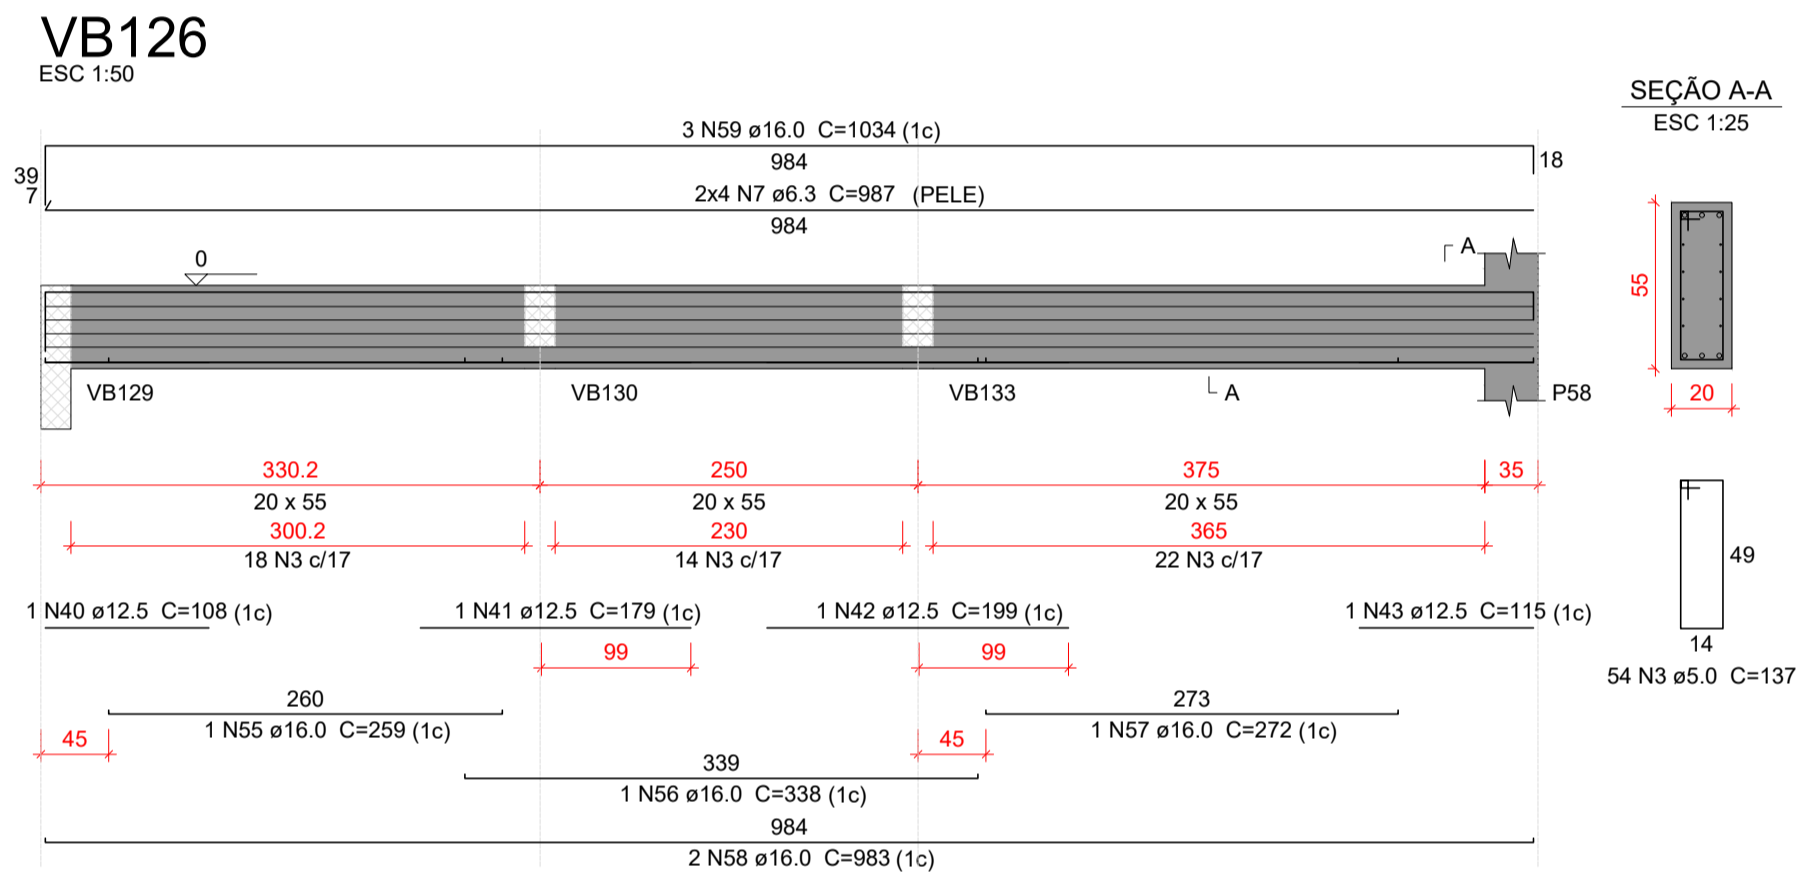 VB126
ESC 1:50
SEÇÃO A-A
ESC 1:25
3 N59 ø16.0 C=1034 (1c)
984
18
39
7
2x4 N7 ø6.3 C=987 (PELE)
984
A
0
55
20
VB129
VB130
VB133
A
P58
330.2
250
375
35
20 x 55
20 x 55
20 x 55
300.2
230
365
18 N3 c/17
14 N3 c/17
22 N3 c/17
49
14
54 N3 ø5.0 C=137
1 N40 ø12.5 C=108 (1c)
1 N41 ø12.5 C=179 (1c)
1 N42 ø12.5 C=199 (1c)
1 N43 ø12.5 C=115 (1c)
99
99
260
273
1 N55 ø16.0 C=259 (1c)
1 N57 ø16.0 C=272 (1c)
45
45
339
1 N56 ø16.0 C=338 (1c)
984
2 N58 ø16.0 C=983 (1c)